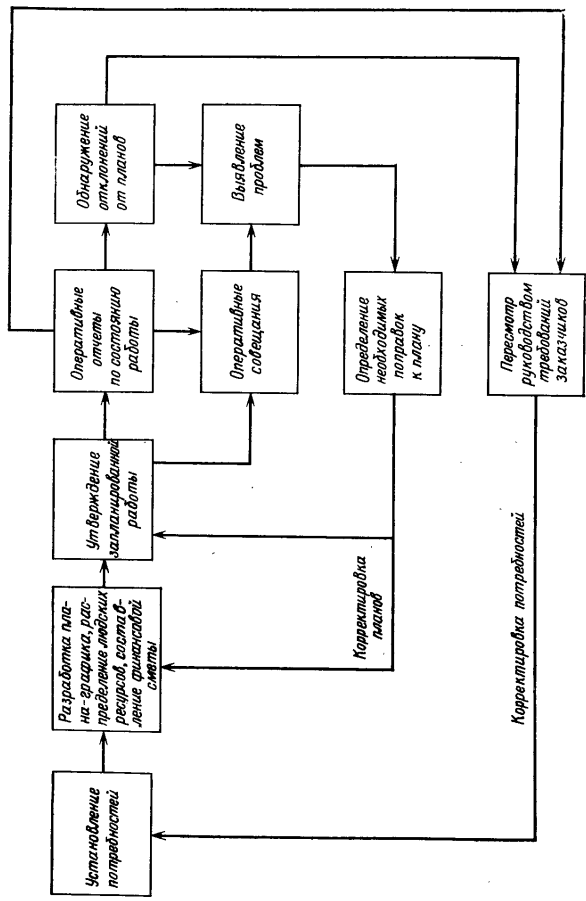 Установление
потребностей
Разработка пла-
на-графика, рас-
пределение людских
ресурсов, составв-
ление финансовой
сметы
Утверждение
запланированной
работы
Оперативные
отчеты
по состоянию
работы
Обнаружение
отклонений
от планов
Оперативные
совещания
Выявление
проблем
Определение
необходимых
поправок
к плану
Корректировка
планов
Пересмотр
руководством
требований
заказчиков
Корректировка потребностей